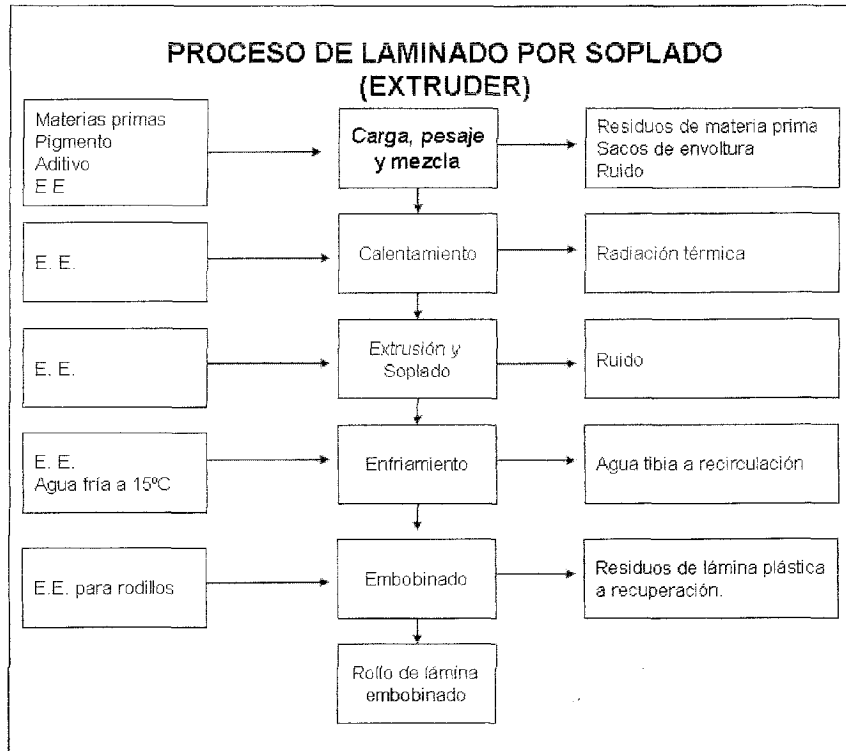 PROCESO DE LAMINADO POR SOPLADO
(EXTRUDER)
Materias primas
Pigmento
Aditivo
E E
Carga, pesaje
y mezcla
Residuos de materia prima
Sacos de envoltura
Ruido
E. E.
Calentamiento
Radiación térmica
E. E.
Extrusión y
Soplado
Ruido
E. E.
Agua fría a 15ºC
Enfriamiento
Agua tibia a recirculación
E.E. para rodillos
Embobinado
Residuos de lámina plástica
a recuperación.
Rollo de lámina
embobinado